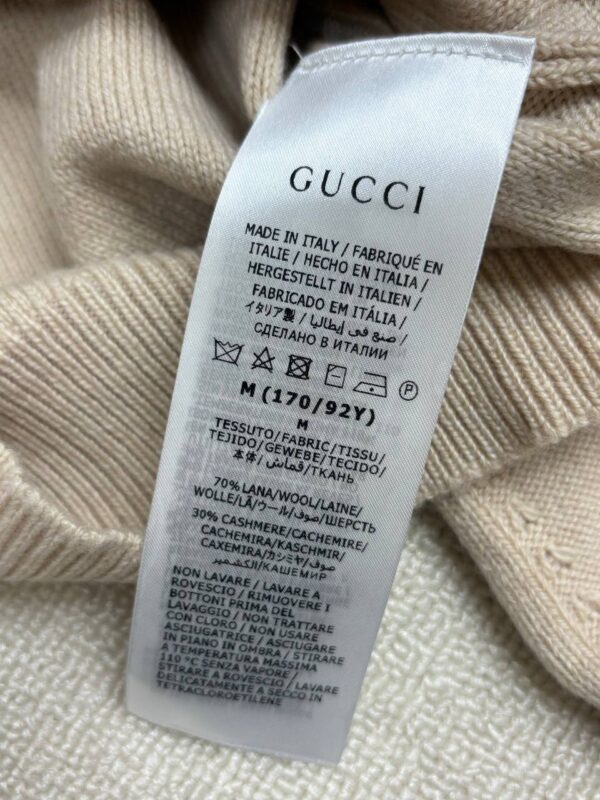 GUCCI
MADE IN ITALY / FABRIQUÉ EN
ITALIE / HECHO EN ITALIA /
HERGESTELLT IN ITALIEN /
FABRICADO EM ITÁLIA /
イタリア製 / صنع في إيطاليا /
СДЕЛАНО В ИТАЛИИ
P
M (170/92Y)
M
TESSUTO/FABRIC/TISSU/
TEJIDO/GEWEBE/TECIDO/
本体/قماش/ТКАНЬ
70% LANA/WOOL/LAINE/
WOLLE/LÃ/ウール/صوف/ШЕРСТЬ
30% CASHMERE/CACHEMIRE/
CACHEMIRA/KASCHMIR/
CAXEMIRA/カシミヤ/صوف
الكشمير/КАШЕМИР
NON LAVARE / LAVARE A
ROVESCIO / RIMUOVERE I
BOTTONI PRIMA DEL
LAVAGGIO / NON TRATTARE
CON CLORO / NON USARE
ASCIUGATRICE / ASCIUGARE
IN PIANO IN OMBRA / STIRARE
A TEMPERATURA MASSIMA
110 °C SENZA VAPORE /
STIRARE A ROVESCIO / LAVARE
DELICATAMENTE A SECCO IN
TETRACLOROETILENE